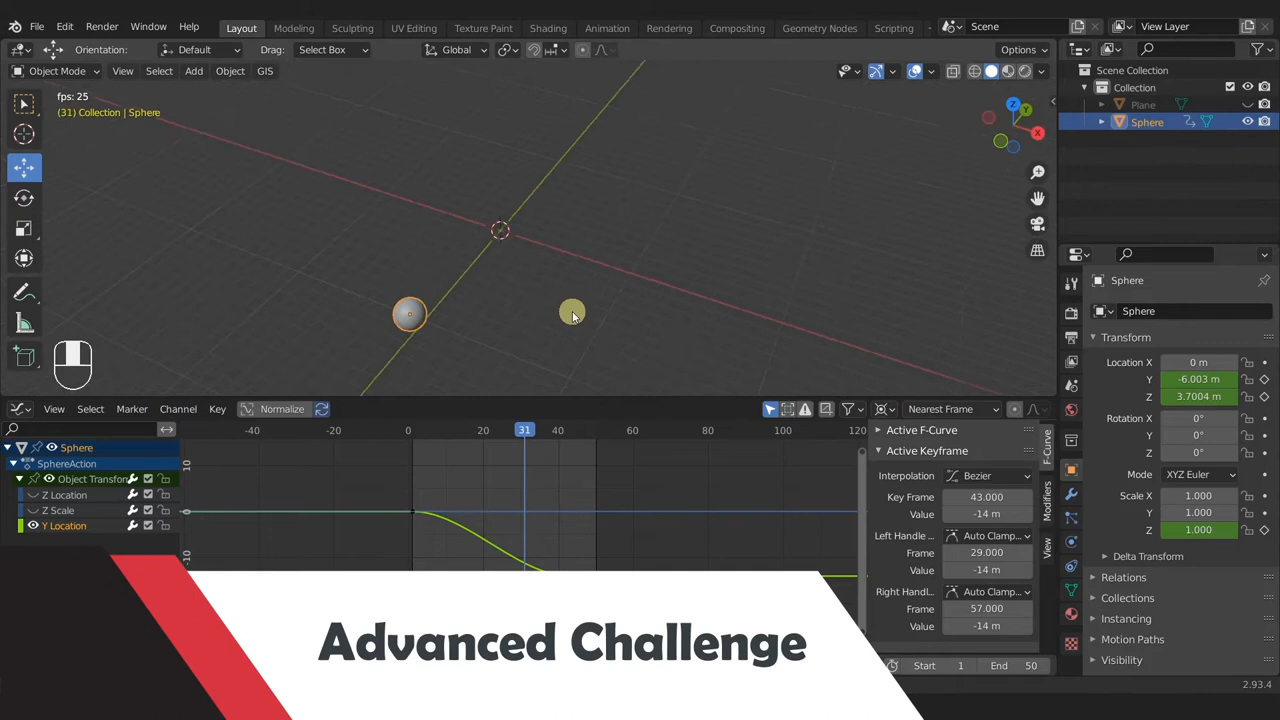 File Edit Render Window Help Layout Modeling Sculpting UV Editing Texture Paint Shading Animation Rendering Compositing Geometry Nodes Scripting Scene View Layer
Orientation: Default Drag: Select Box Global Options
Object Mode View Select Add Object GIS
fps: 25
(31) Collection | Sphere
Z
Y
X
Scene Collection
Collection
Plane
Sphere
Sphere
Sphere
Transform
Location X 0 m
Y -6.003 m
Z 3.7004 m
Rotation X 0°
Y 0°
Z 0°
Mode XYZ Euler
Scale X 1.000
Y 1.000
Z 1.000
Delta Transform
Relations
Collections
Instancing
Motion Paths
Visibility
View Select Marker Channel Key Normalize Nearest Frame
-40 -20 0 20 31 40 60 80 100 120
Sphere
SphereAction
Object Transforn
Z Location
Z Scale
Y Location
10
0
-10
Active F-Curve
Active Keyframe
Interpolation Bezier
Key Frame 43.000
Value -14 m
Left Handle Auto Clamp...
Frame 29.000
Value -14 m
Right Handl... Auto Clamp...
Frame 57.000
Value -14 m
F-Curve
Modifiers
View
Start 1 End 50
2.93.4
Advanced Challenge